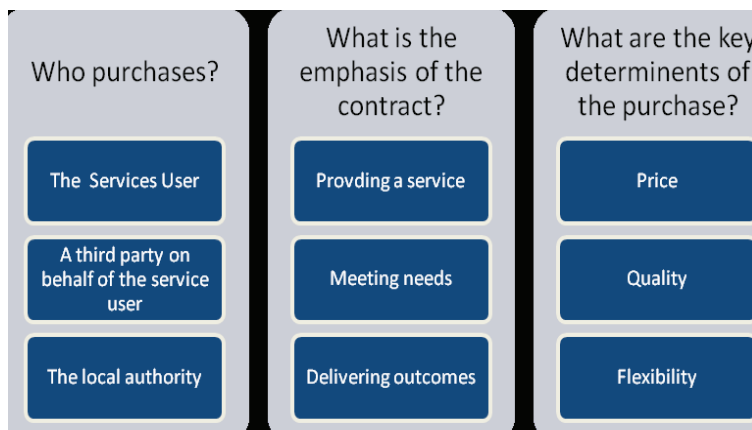 Who purchases?
The Services User
A third party on
behalf of the service
user
The local authority
What is the
emphasis of the
contract?
Provding a service
Meeting needs
Delivering outcomes
What are the key
determinents of
the purchase?
Price
Quality
Flexibility